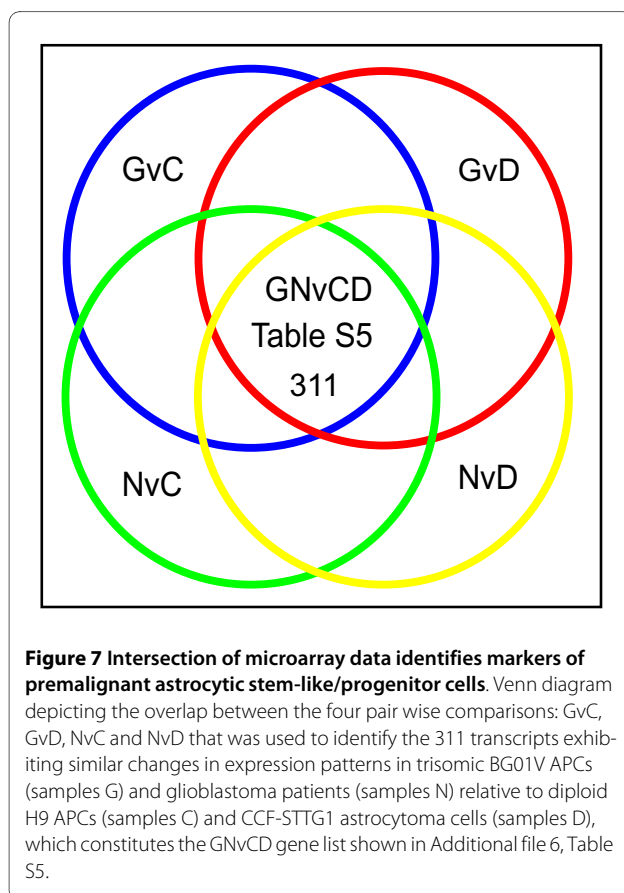 GvC
GvD
GNvCD
Table S5
311
NvC
NvD
Figure 7 Intersection of microarray data identifies markers of
premalignant astrocytic stem-like/progenitor cells. Venn diagram
depicting the overlap between the four pair wise comparisons: GvC,
GvD, NvC and NvD that was used to identify the 311 transcripts exhib-
iting similar changes in expression patterns in trisomic BG01V APCs
(samples G) and glioblastoma patients (samples N) relative to diploid
H9 APCs (samples C) and CCF-STTG1 astrocytoma cells (samples D),
which constitutes the GNvCD gene list shown in Additional file 6, Table
S5.